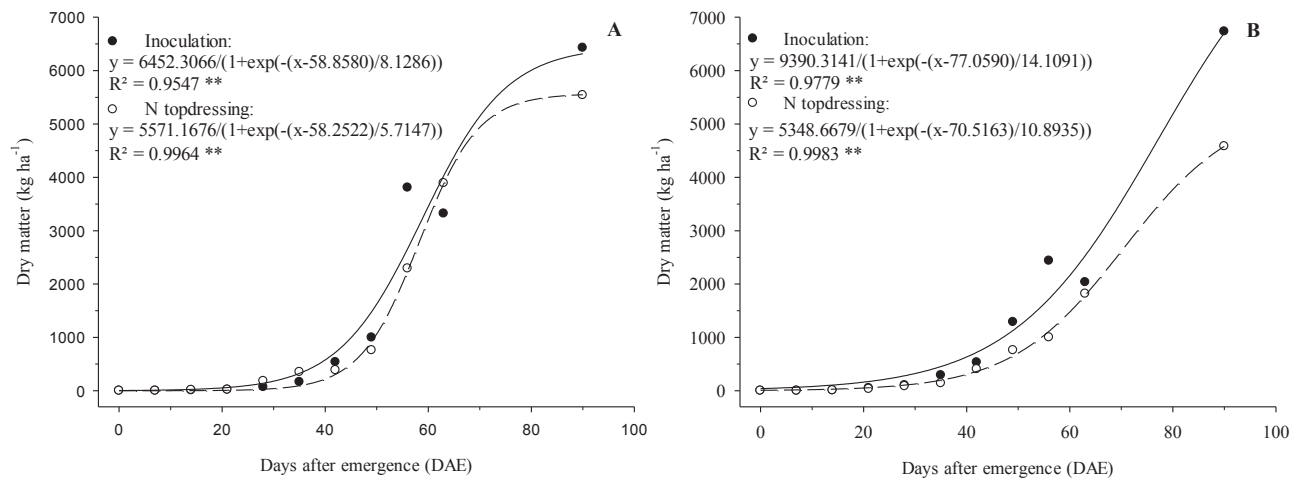 A
Inoculation:
y = 6452.3066/(1+exp(-(x-58.8580)/8.1286))
R² = 0.9547 **
N topdressing:
y = 5571.1676/(1+exp(-(x-58.2522)/5.7147))
R² = 0.9964 **
7000
6000
5000
4000
3000
2000
1000
0
Dry matter (kg ha⁻¹)
0 20 40 60 80 100
Days after emergence (DAE)
B
Inoculation:
y = 9390.3141/(1+exp(-(x-77.0590)/14.1091))
R² = 0.9779 **
N topdressing:
y = 5348.6679/(1+exp(-(x-70.5163)/10.8935))
R² = 0.9983 **
7000
6000
5000
4000
3000
2000
1000
0
Dry matter (kg ha⁻¹)
0 20 40 60 80 100
Days after emergence (DAE)